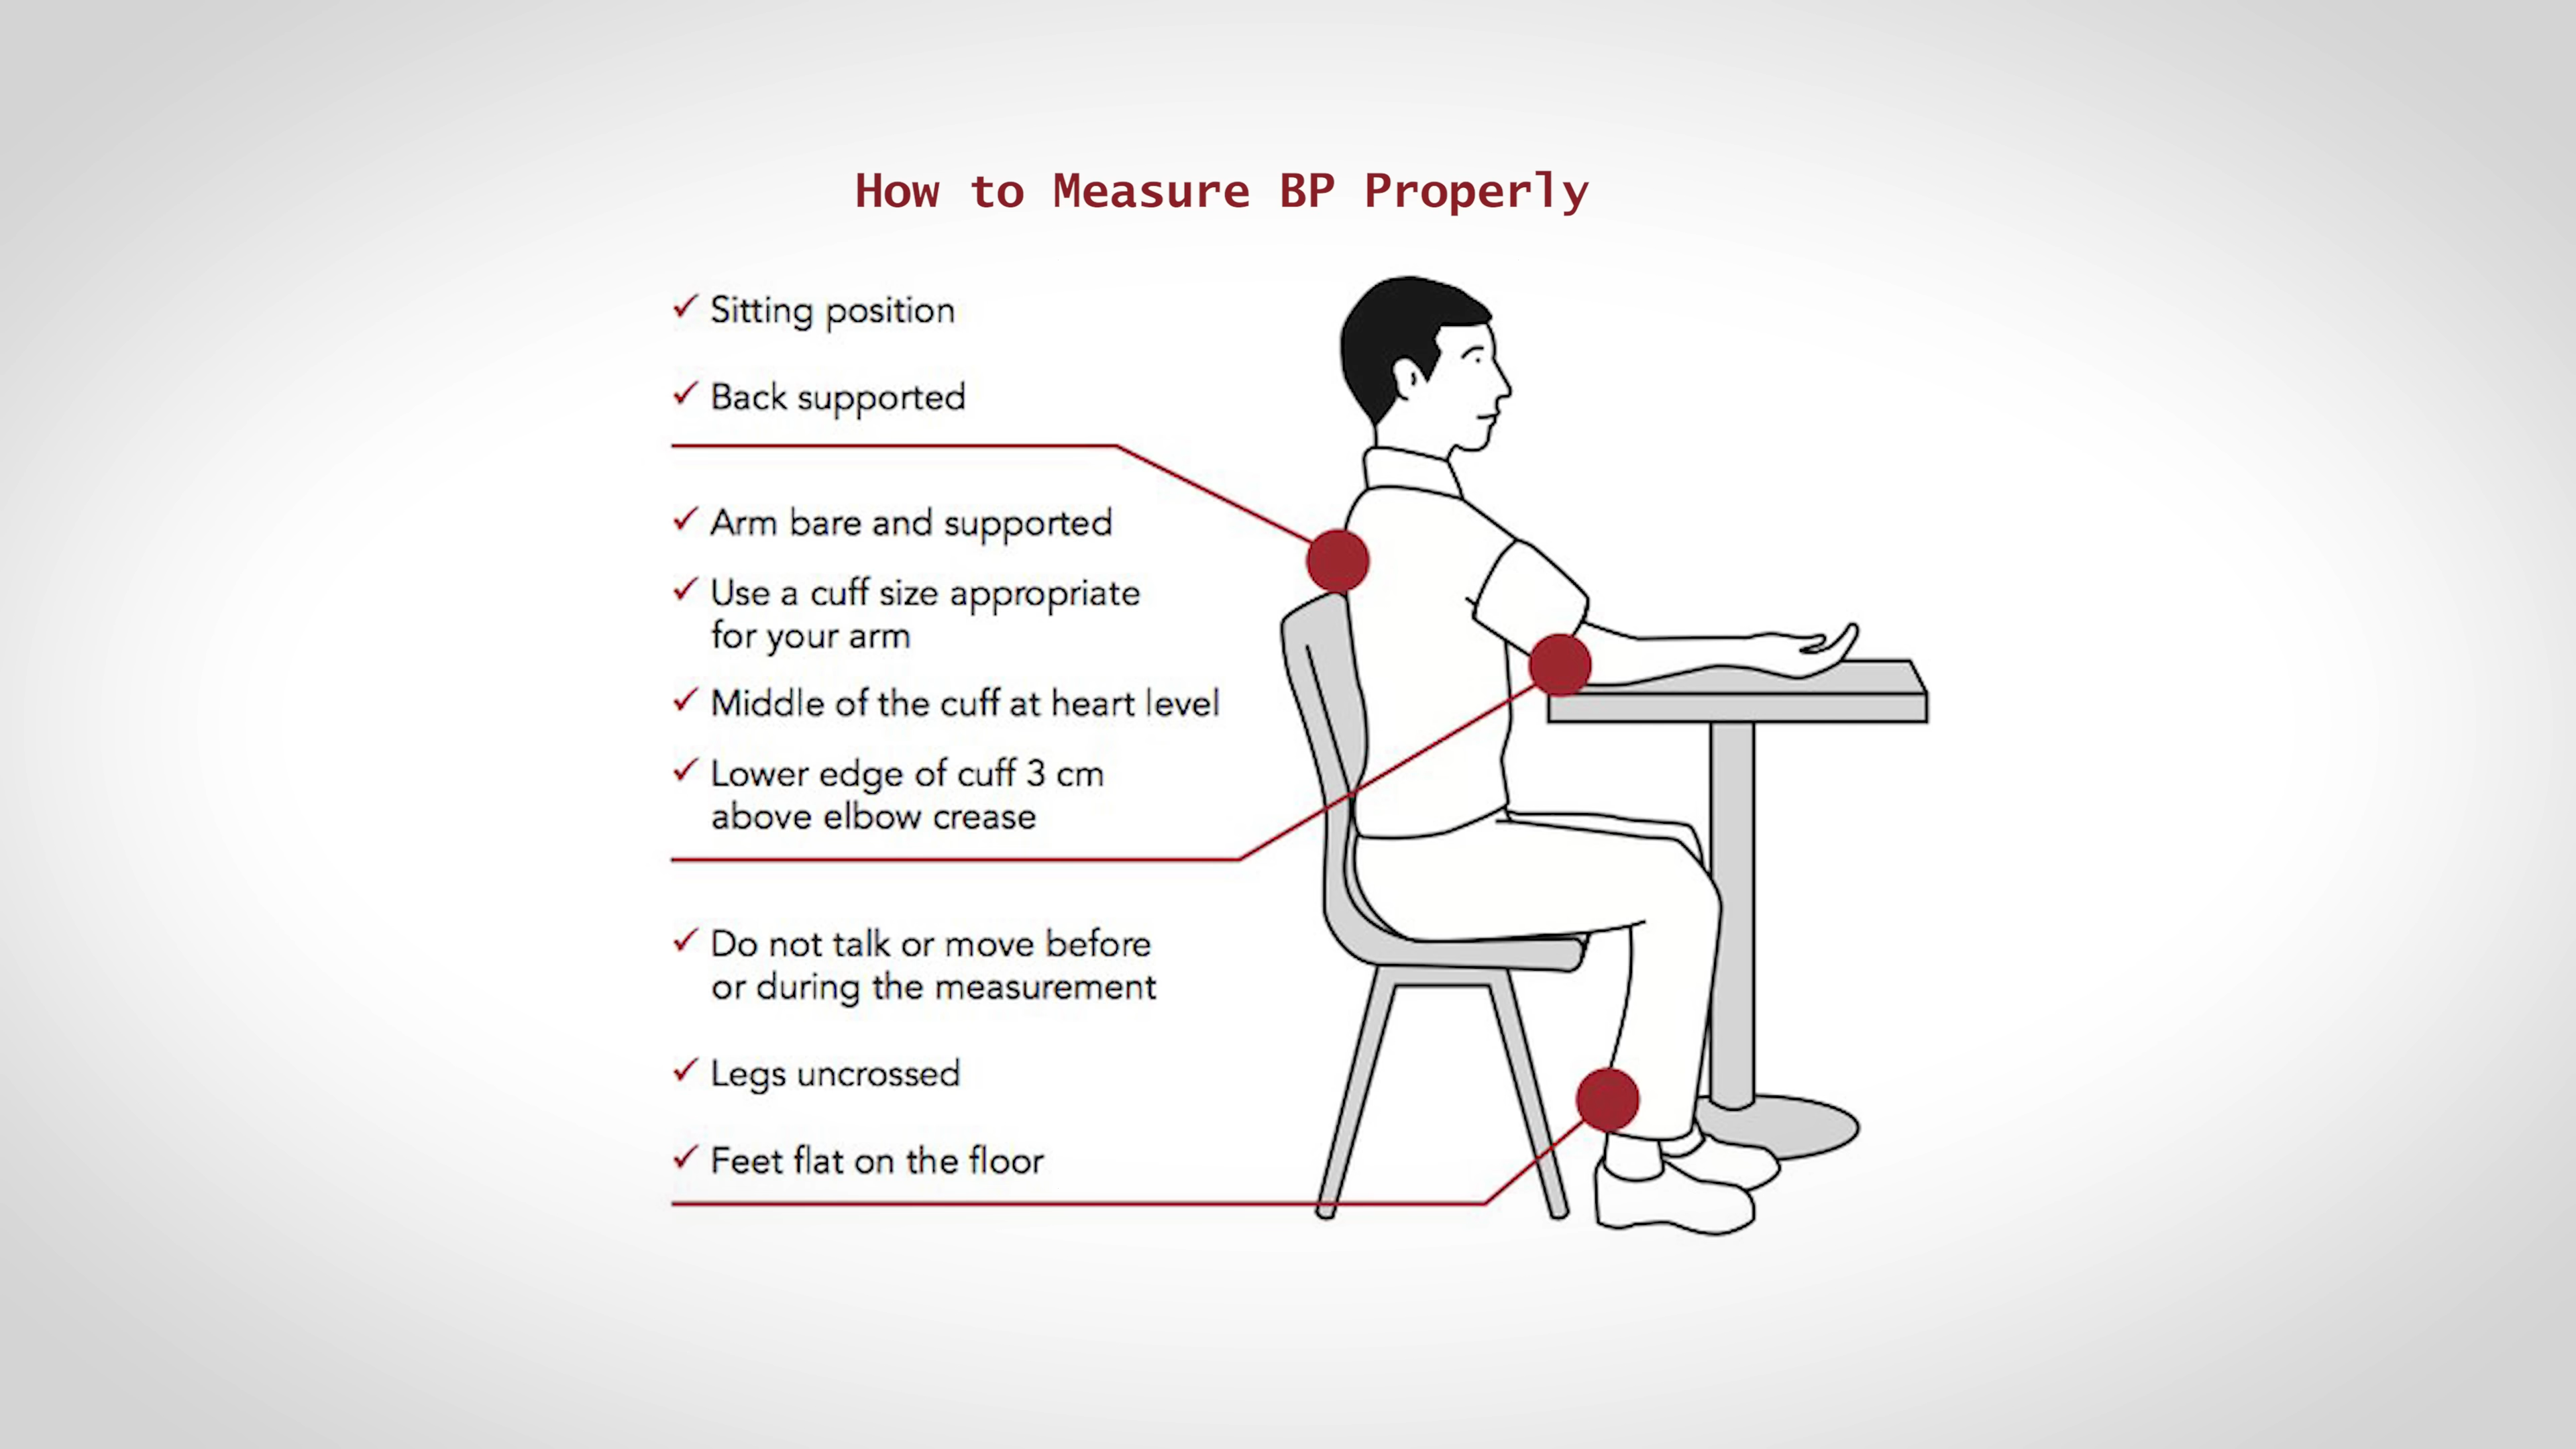 How to Measure BP Properly
✓ Sitting position
✓ Back supported
✓ Arm bare and supported
✓ Use a cuff size appropriate
for your arm
✓ Middle of the cuff at heart level
✓ Lower edge of cuff 3 cm
above elbow crease
✓ Do not talk or move before
or during the measurement
✓ Legs uncrossed
✓ Feet flat on the floor